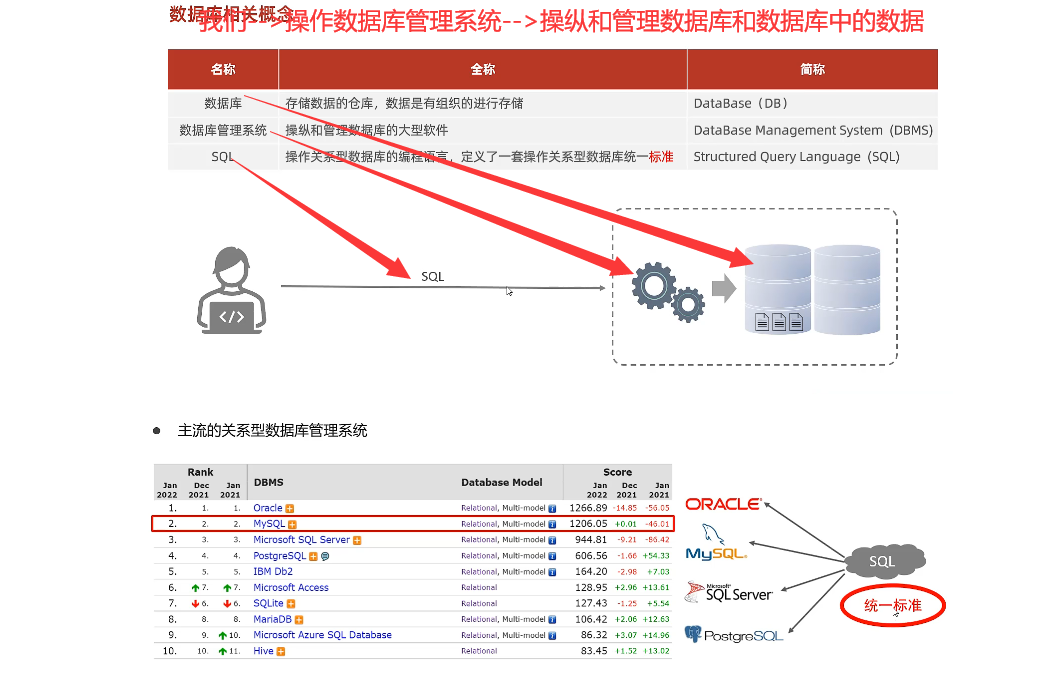 数据库相关概念
我们-->操作数据库管理系统-->操纵和管理数据库和数据库中的数据
名称 全称 简称
数据库 存储数据的仓库，数据是有组织的进行存储 DataBase（DB）
数据库管理系统 操纵和管理数据库的大型软件 DataBase Management System (DBMS)
SQL 操作关系型数据库的编程语言，定义了一套操作关系型数据库统一标准 Structured Query Language（SQL）
SQL
</>
主流的关系型数据库管理系统
Rank Score
Jan 2022 Dec 2021 Jan 2021 DBMS Database Model Jan 2022 Dec 2021 Jan 2021
1. 1. 1. Oracle Relational, Multi-model 1266.89 -14.85 -56.05
2. 2. 2. MySQL Relational, Multi-model 1206.05 +0.01 -46.01
3. 3. 3. Microsoft SQL Server Relational, Multi-model 944.81 -9.21 -86.42
4. 4. 4. PostgreSQL Relational, Multi-model 606.56 -1.66 +54.33
5. 5. 5. IBM Db2 Relational, Multi-model 164.20 -2.98 +7.03
6. 7. 7. Microsoft Access Relational 128.95 +2.96 +13.61
7. 6. 6. SQLite Relational 127.43 -1.25 +5.54
8. 8. 8. MariaDB Relational, Multi-model 106.42 +2.06 +12.63
9. 9. 10. Microsoft Azure SQL Database Relational, Multi-model 86.32 +3.07 +14.96
10. 10. 11. Hive Relational 83.45 +1.52 +13.02
ORACLE
MySQL
Microsoft
SQL Server
PostgreSQL
SQL
统一标准